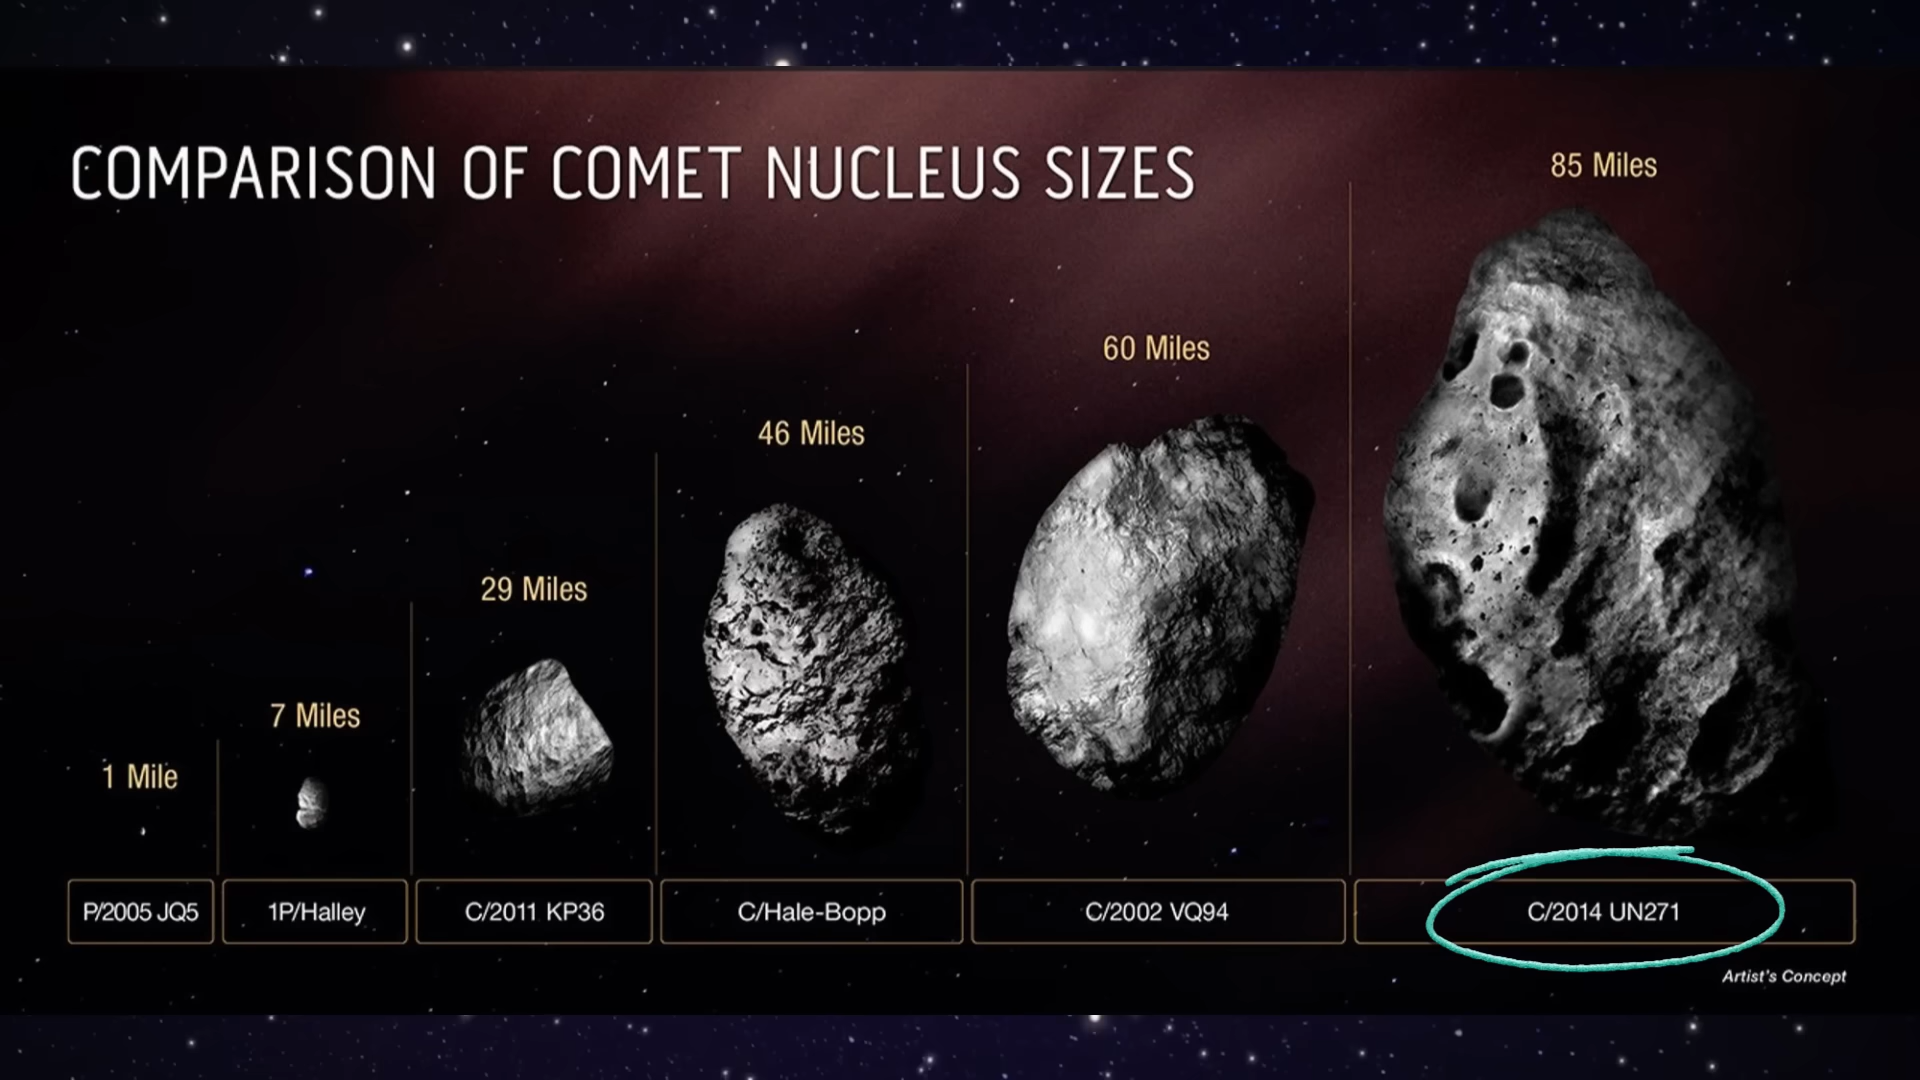 COMPARISON OF COMET NUCLEUS SIZES
1 Mile
7 Miles
29 Miles
46 Miles
60 Miles
85 Miles
P/2005 JQ5
1P/Halley
C/2011 KP36
C/Hale-Bopp
C/2002 VQ94
C/2014 UN271
Artist's Concept